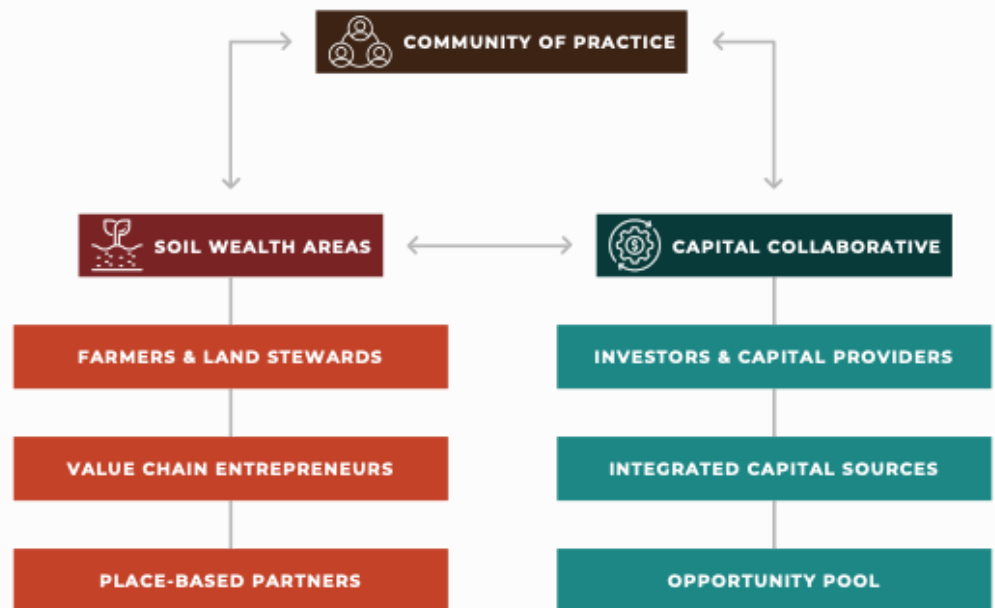 COMMUNITY OF PRACTICE
SOIL WEALTH AREAS
CAPITAL COLLABORATIVE
FARMERS & LAND STEWARDS
INVESTORS & CAPITAL PROVIDERS
VALUE CHAIN ENTREPRENEURS
INTEGRATED CAPITAL SOURCES
PLACE-BASED PARTNERS
OPPORTUNITY POOL